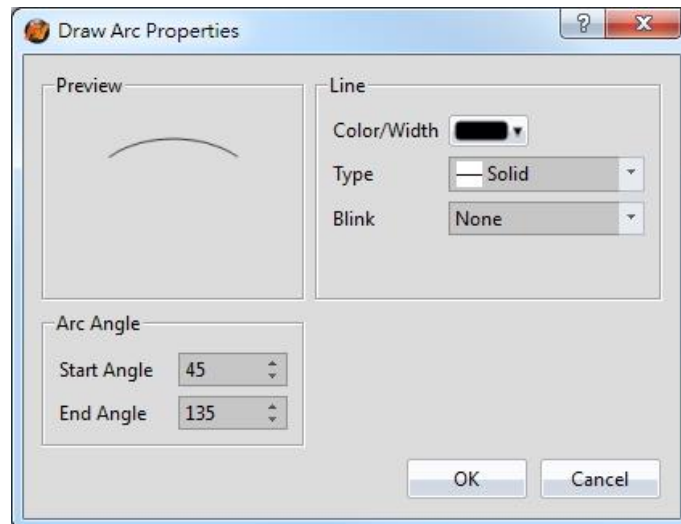 Draw Arc Properties
?
Preview
Line
Color/Width
Type
Solid
Blink
None
Arc Angle
Start Angle
45
End Angle
135
OK
Cancel